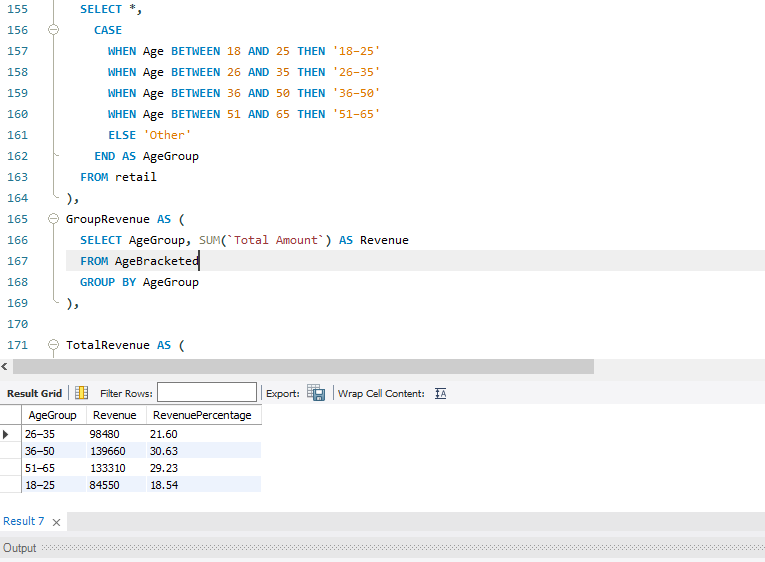 155 SELECT *,
156 CASE
157 WHEN Age BETWEEN 18 AND 25 THEN '18–25'
158 WHEN Age BETWEEN 26 AND 35 THEN '26–35'
159 WHEN Age BETWEEN 36 AND 50 THEN '36–50'
160 WHEN Age BETWEEN 51 AND 65 THEN '51–65'
161 ELSE 'Other'
162 END AS AgeGroup
163 FROM retail
164 ),
165 GroupRevenue AS (
166 SELECT AgeGroup, SUM(`Total Amount`) AS Revenue
167 FROM AgeBracketed
168 GROUP BY AgeGroup
169 ),
170
171 TotalRevenue AS (
Result Grid Filter Rows: Export: Wrap Cell Content:
AgeGroup Revenue RevenuePercentage
26–35 98480 21.60
36–50 139660 30.63
51–65 133310 29.23
18–25 84550 18.54
Result 7
Output